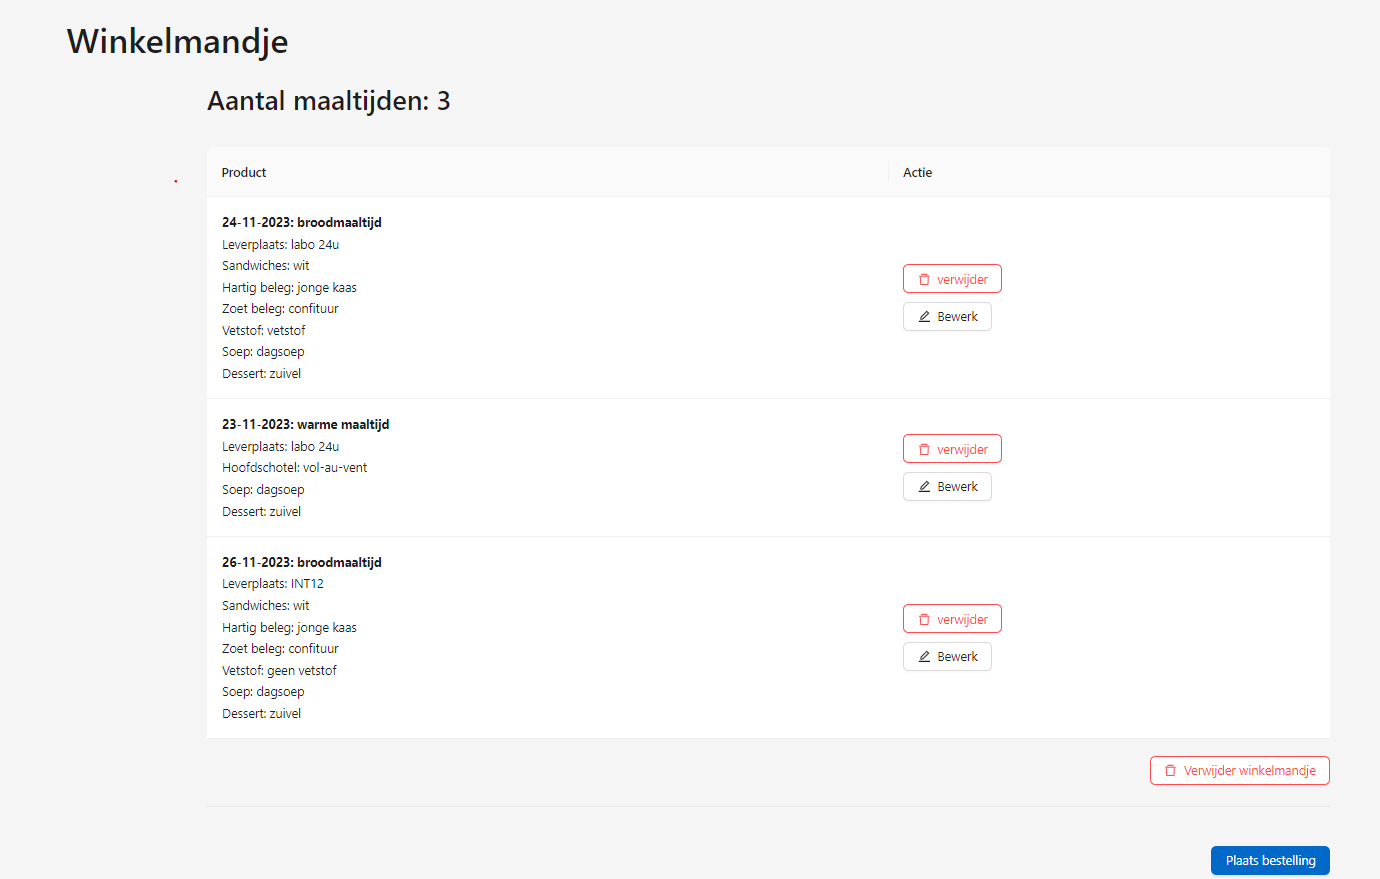 Winkelmandje
Aantal maaltijden: 3
Product
Actie
24-11-2023: broodmaaltijd
Leverplaats: labo 24u
Sandwiches: wit
Hartig beleg: jonge kaas
Zoet beleg: confituur
Vetstof: vetstof
Soep: dagsoep
Dessert: zuivel
verwijder
Bewerk
23-11-2023: warme maaltijd
Leverplaats: labo 24u
Hoofdschotel: vol-au-vent
Soep: dagsoep
Dessert: zuivel
verwijder
Bewerk
26-11-2023: broodmaaltijd
Leverplaats: INT12
Sandwiches: wit
Hartig beleg: jonge kaas
Zoet beleg: confituur
Vetstof: geen vetstof
Soep: dagsoep
Dessert: zuivel
verwijder
Bewerk
Verwijder winkelmandje
Plaats bestelling